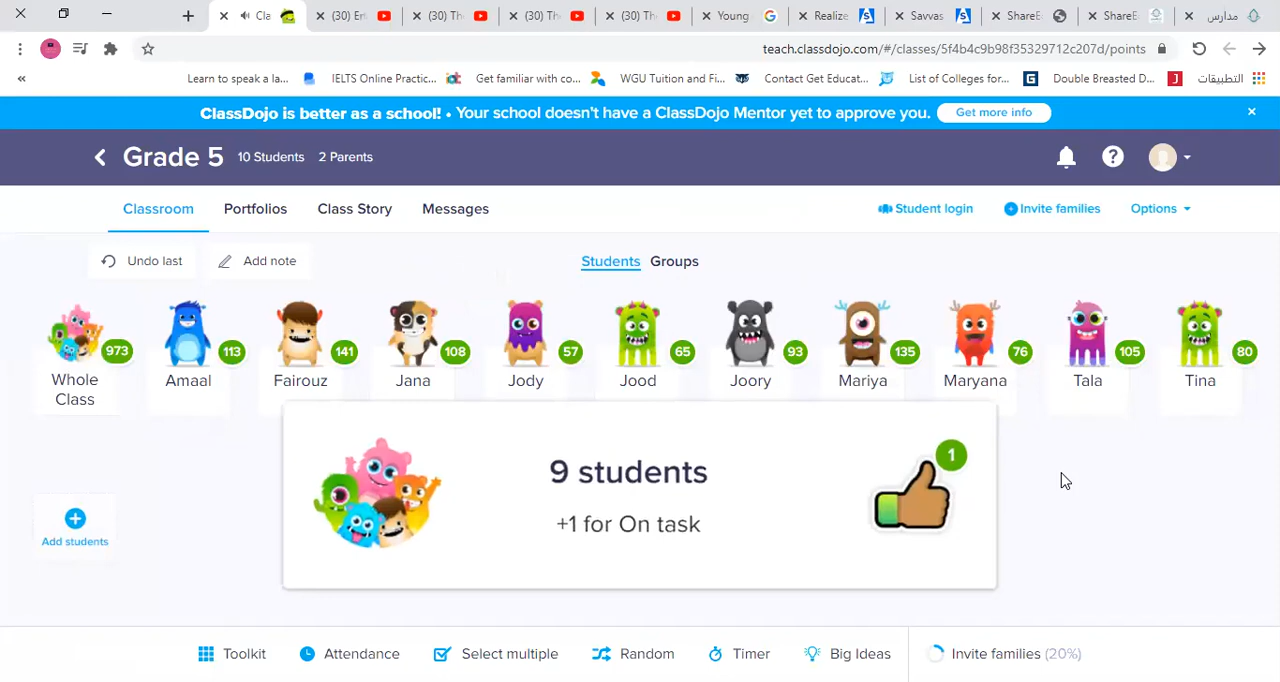 Cla
(30) En
(30) Th
(30) Th
(30) Th
Young
Realize
Savvas
ShareB
ShareB
مدارس
teach.classdojo.com/#/classes/5f4b4c9b98f35329712c207d/points
«
Learn to speak a la...
IELTS Online Practic...
Get familiar with co...
WGU Tuition and Fi...
Contact Get Educat...
List of Colleges for...
Double Breasted D...
التطبيقات
ClassDojo is better as a school! • Your school doesn't have a ClassDojo Mentor yet to approve you. Get more info
Grade 5 10 Students 2 Parents
Classroom Portfolios Class Story Messages Student login Invite families Options
Undo last Add note Students Groups
973 113 141 108 57 65 93 135 76 105 80
Whole Class Amaal Fairouz Jana Jody Jood Joory Mariya Maryana Tala Tina
9 students
1
+1 for On task
Add students
Toolkit Attendance Select multiple Random Timer Big Ideas Invite families (20%)